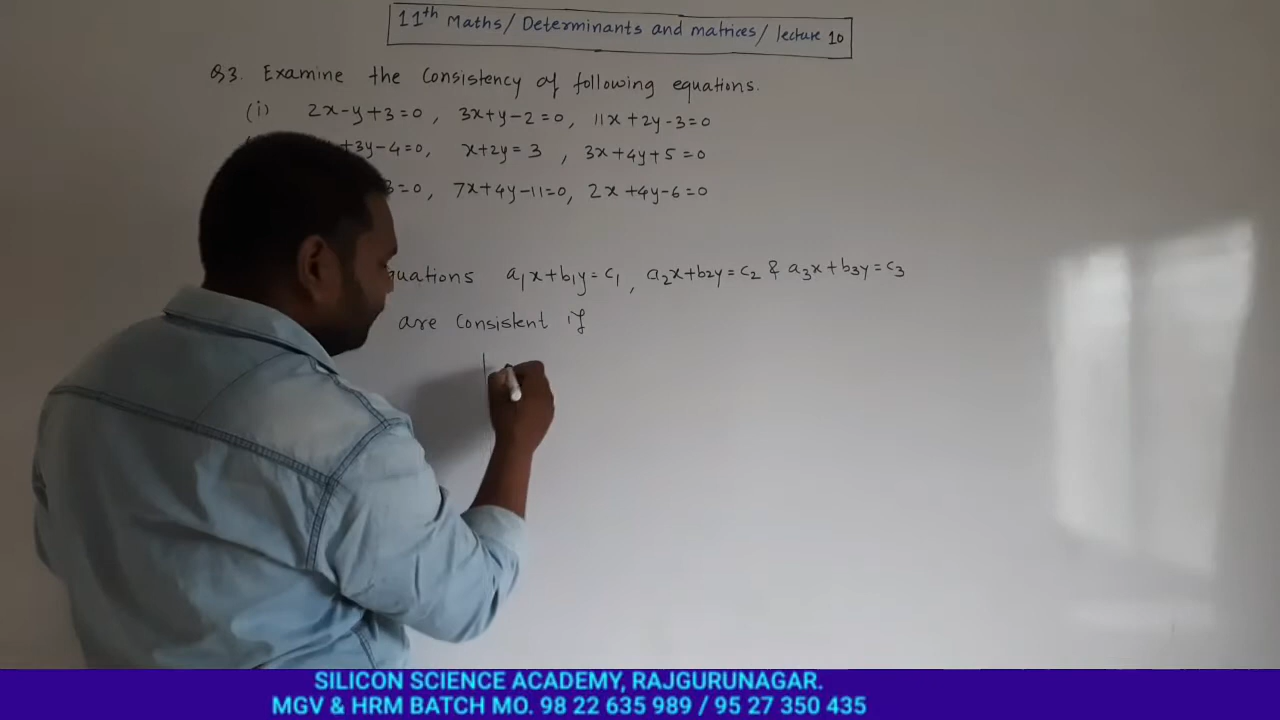 11th Maths/ Determinants and matrices/ lecture 10
Q3. Examine the Consistency of following equations.
(i) 2x-y+3=0, 3x+y-2=0, 11x+2y-3=0
+3y-4=0, x+2y=3, 3x+4y+5=0
3=0, 7x+4y-11=0, 2x+4y-6=0
quations a₁x+b₁y=c₁, a₂x+b₂y=c₂ & a₃x+b₃y=c₃
are consistent if
SILICON SCIENCE ACADEMY, RAJGURUNAGAR.
MGV & HRM BATCH MO. 98 22 635 989 / 95 27 350 435